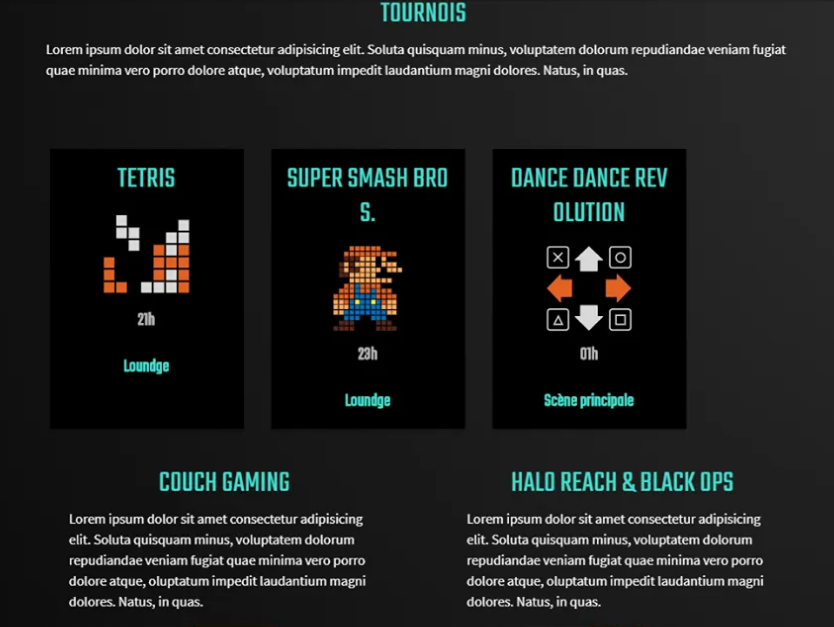 TOURNOIS
Lorem ipsum dolor sit amet consectetur adipisicing elit. Soluta quisquam minus, voluptatem dolorum repudiandae veniam fugiat
quae minima vero porro dolore atque, voluptatum impedit laudantium magni dolores. Natus, in quas.
TETRIS
21h
Loundge
SUPER SMASH BRO
S.
23h
Loundge
DANCE DANCE REV
OLUTION
01h
Scène principale
COUCH GAMING
Lorem ipsum dolor sit amet consectetur adipisicing
elit. Soluta quisquam minus, voluptatem dolorum
repudiandae veniam fugiat quae minima vero porro
dolore atque, oluptatum impedit laudantium magni
dolores. Natus, in quas.
HALO REACH & BLACK OPS
Lorem ipsum dolor sit amet consectetur adipisicing
elit. Soluta quisquam minus, voluptatem dolorum
repudiandae veniam fugiat quae minima vero porro
dolore atque, oluptatum impedit laudantium magni
dolores. Natus, in quas.